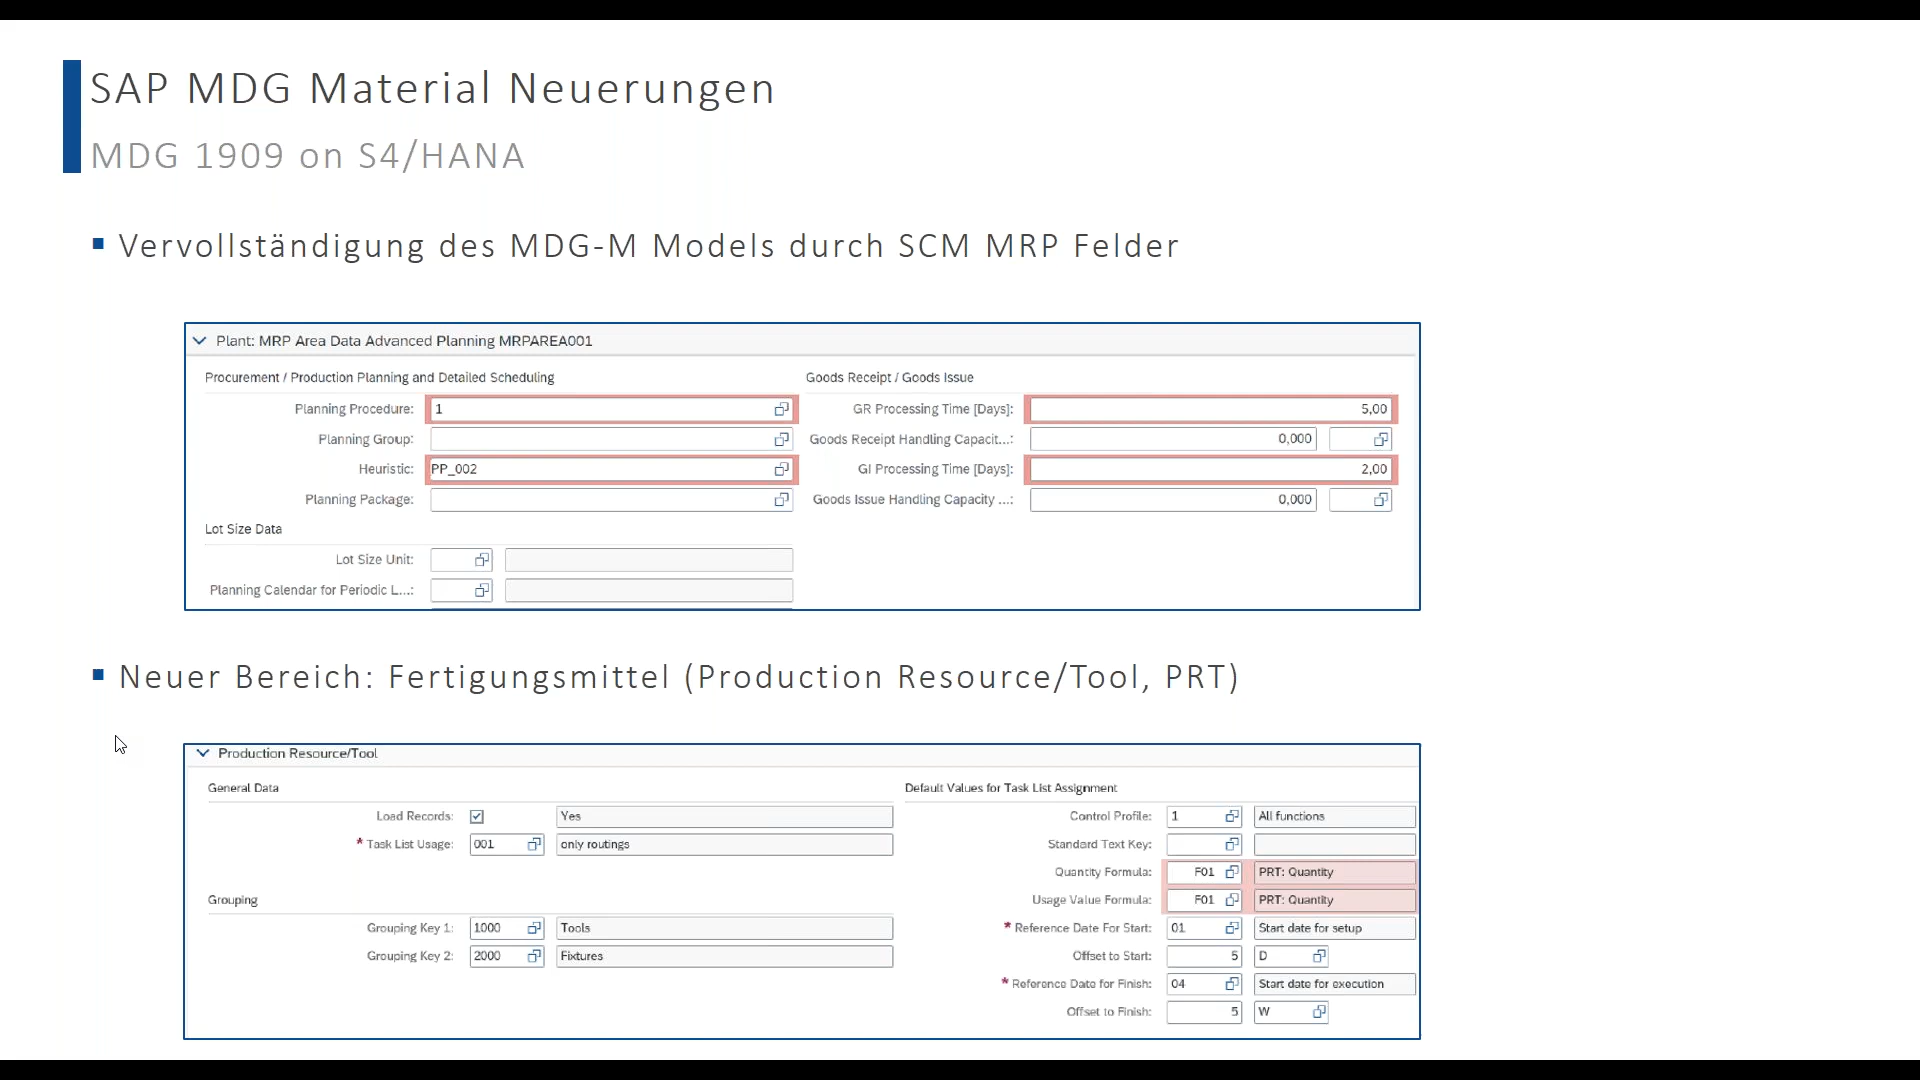 SAP MDG Material Neuerungen
MDG 1909 on S4/HANA
Vervollständigung des MDG-M Models durch SCM MRP Felder
Plant: MRP Area Data Advanced Planning MRPAREA001
Procurement / Production Planning and Detailed Scheduling
Goods Receipt / Goods Issue
Planning Procedure: 1
GR Processing Time [Days]: 5,00
Planning Group:
Goods Receipt Handling Capacit...: 0,000
Heuristic: PP_002
GI Processing Time [Days]: 2,00
Planning Package:
Goods Issue Handling Capacity ...: 0,000
Lot Size Data
Lot Size Unit:
Planning Calendar for Periodic L...:
Neuer Bereich: Fertigungsmittel (Production Resource/Tool, PRT)
Production Resource/Tool
General Data
Load Records: Yes
* Task List Usage: 001 only routings
Grouping
Grouping Key 1: 1000 Tools
Grouping Key 2: 2000 Fixtures
Default Values for Task List Assignment
Control Profile: 1 All functions
Standard Text Key:
Quantity Formula: F01 PRT: Quantity
Usage Value Formula: F01 PRT: Quantity
* Reference Date For Start: 01 Start date for setup
Offset to Start: 5 D
* Reference Date for Finish: 04 Start date for execution
Offset to Finish: 5 W